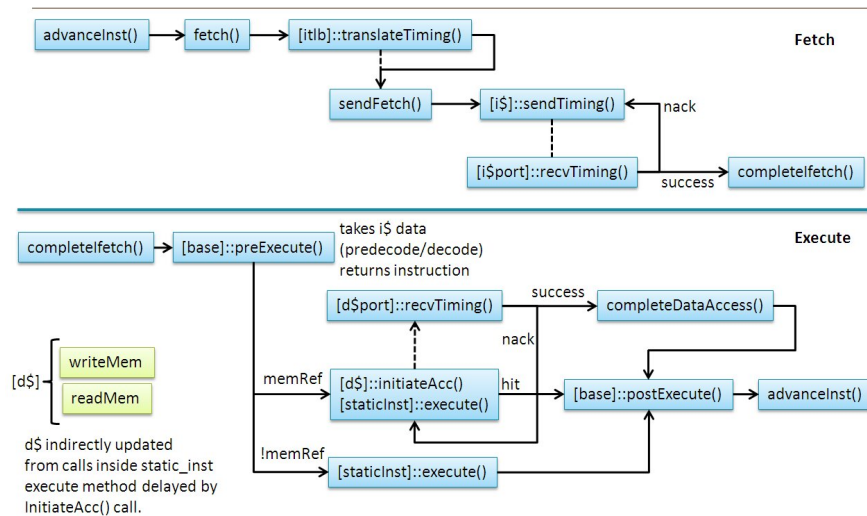 advanceInst()
fetch()
[itlb]::translateTiming()
Fetch
sendFetch()
[i$]::sendTiming()
nack
[i$port]::recvTiming()
success
completeIfetch()
completeIfetch()
[base]::preExecute()
takes i$ data
(predecode/decode)
returns instruction
Execute
[d$port]::recvTiming()
success
completeDataAccess()
nack
[d$]
writeMem
readMem
memRef
[d$]::initiateAcc()
[staticInst]::execute()
hit
[base]::postExecute()
advanceInst()
d$ indirectly updated
from calls inside static_inst
execute method delayed by
InitiateAcc() call.
!memRef
[staticInst]::execute()